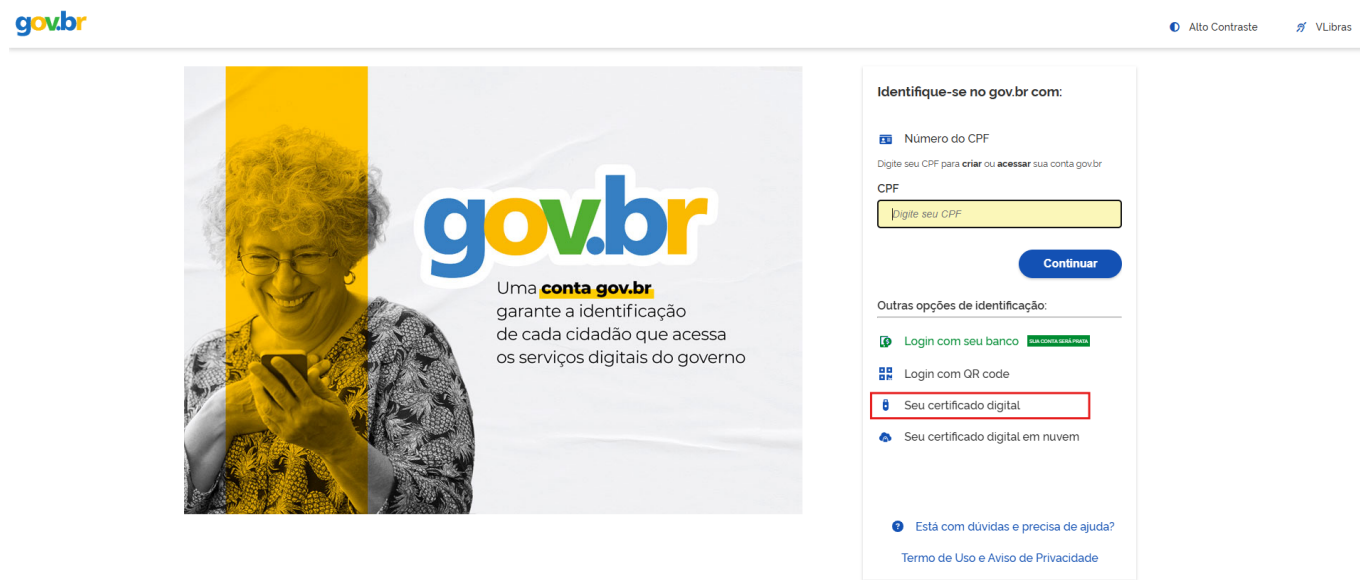 gov.br
Alto Contraste
VLibras
gov.br
Uma conta gov.br
garante a identificação
de cada cidadão que acessa
os serviços digitais do governo
Identifique-se no gov.br com:
Número do CPF
Digite seu CPF para criar ou acessar sua conta gov.br
CPF
Digite seu CPF
Continuar
Outras opções de identificação:
Login com seu banco SUA CONTA SERÁ PRATA
Login com QR code
Seu certificado digital
Seu certificado digital em nuvem
Está com dúvidas e precisa de ajuda?
Termo de Uso e Aviso de Privacidade